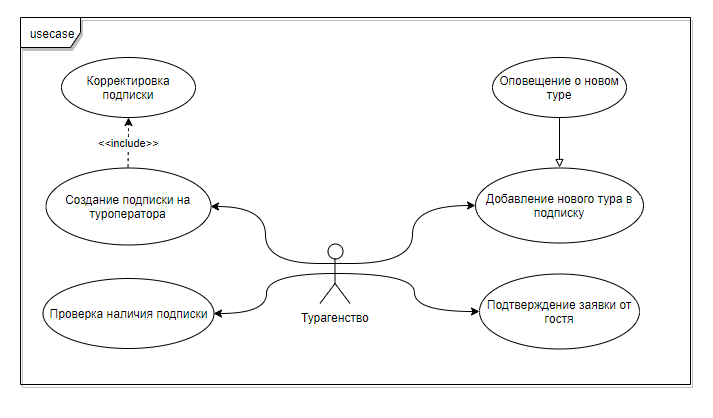 usecase
Корректировка
подписки
Оповещение о новом
туре
<<include>>
Создание подписки на
туроператора
Добавление нового тура в
подписку
Проверка наличия подписки
Турагенство
Подтверждение заявки от
гостя